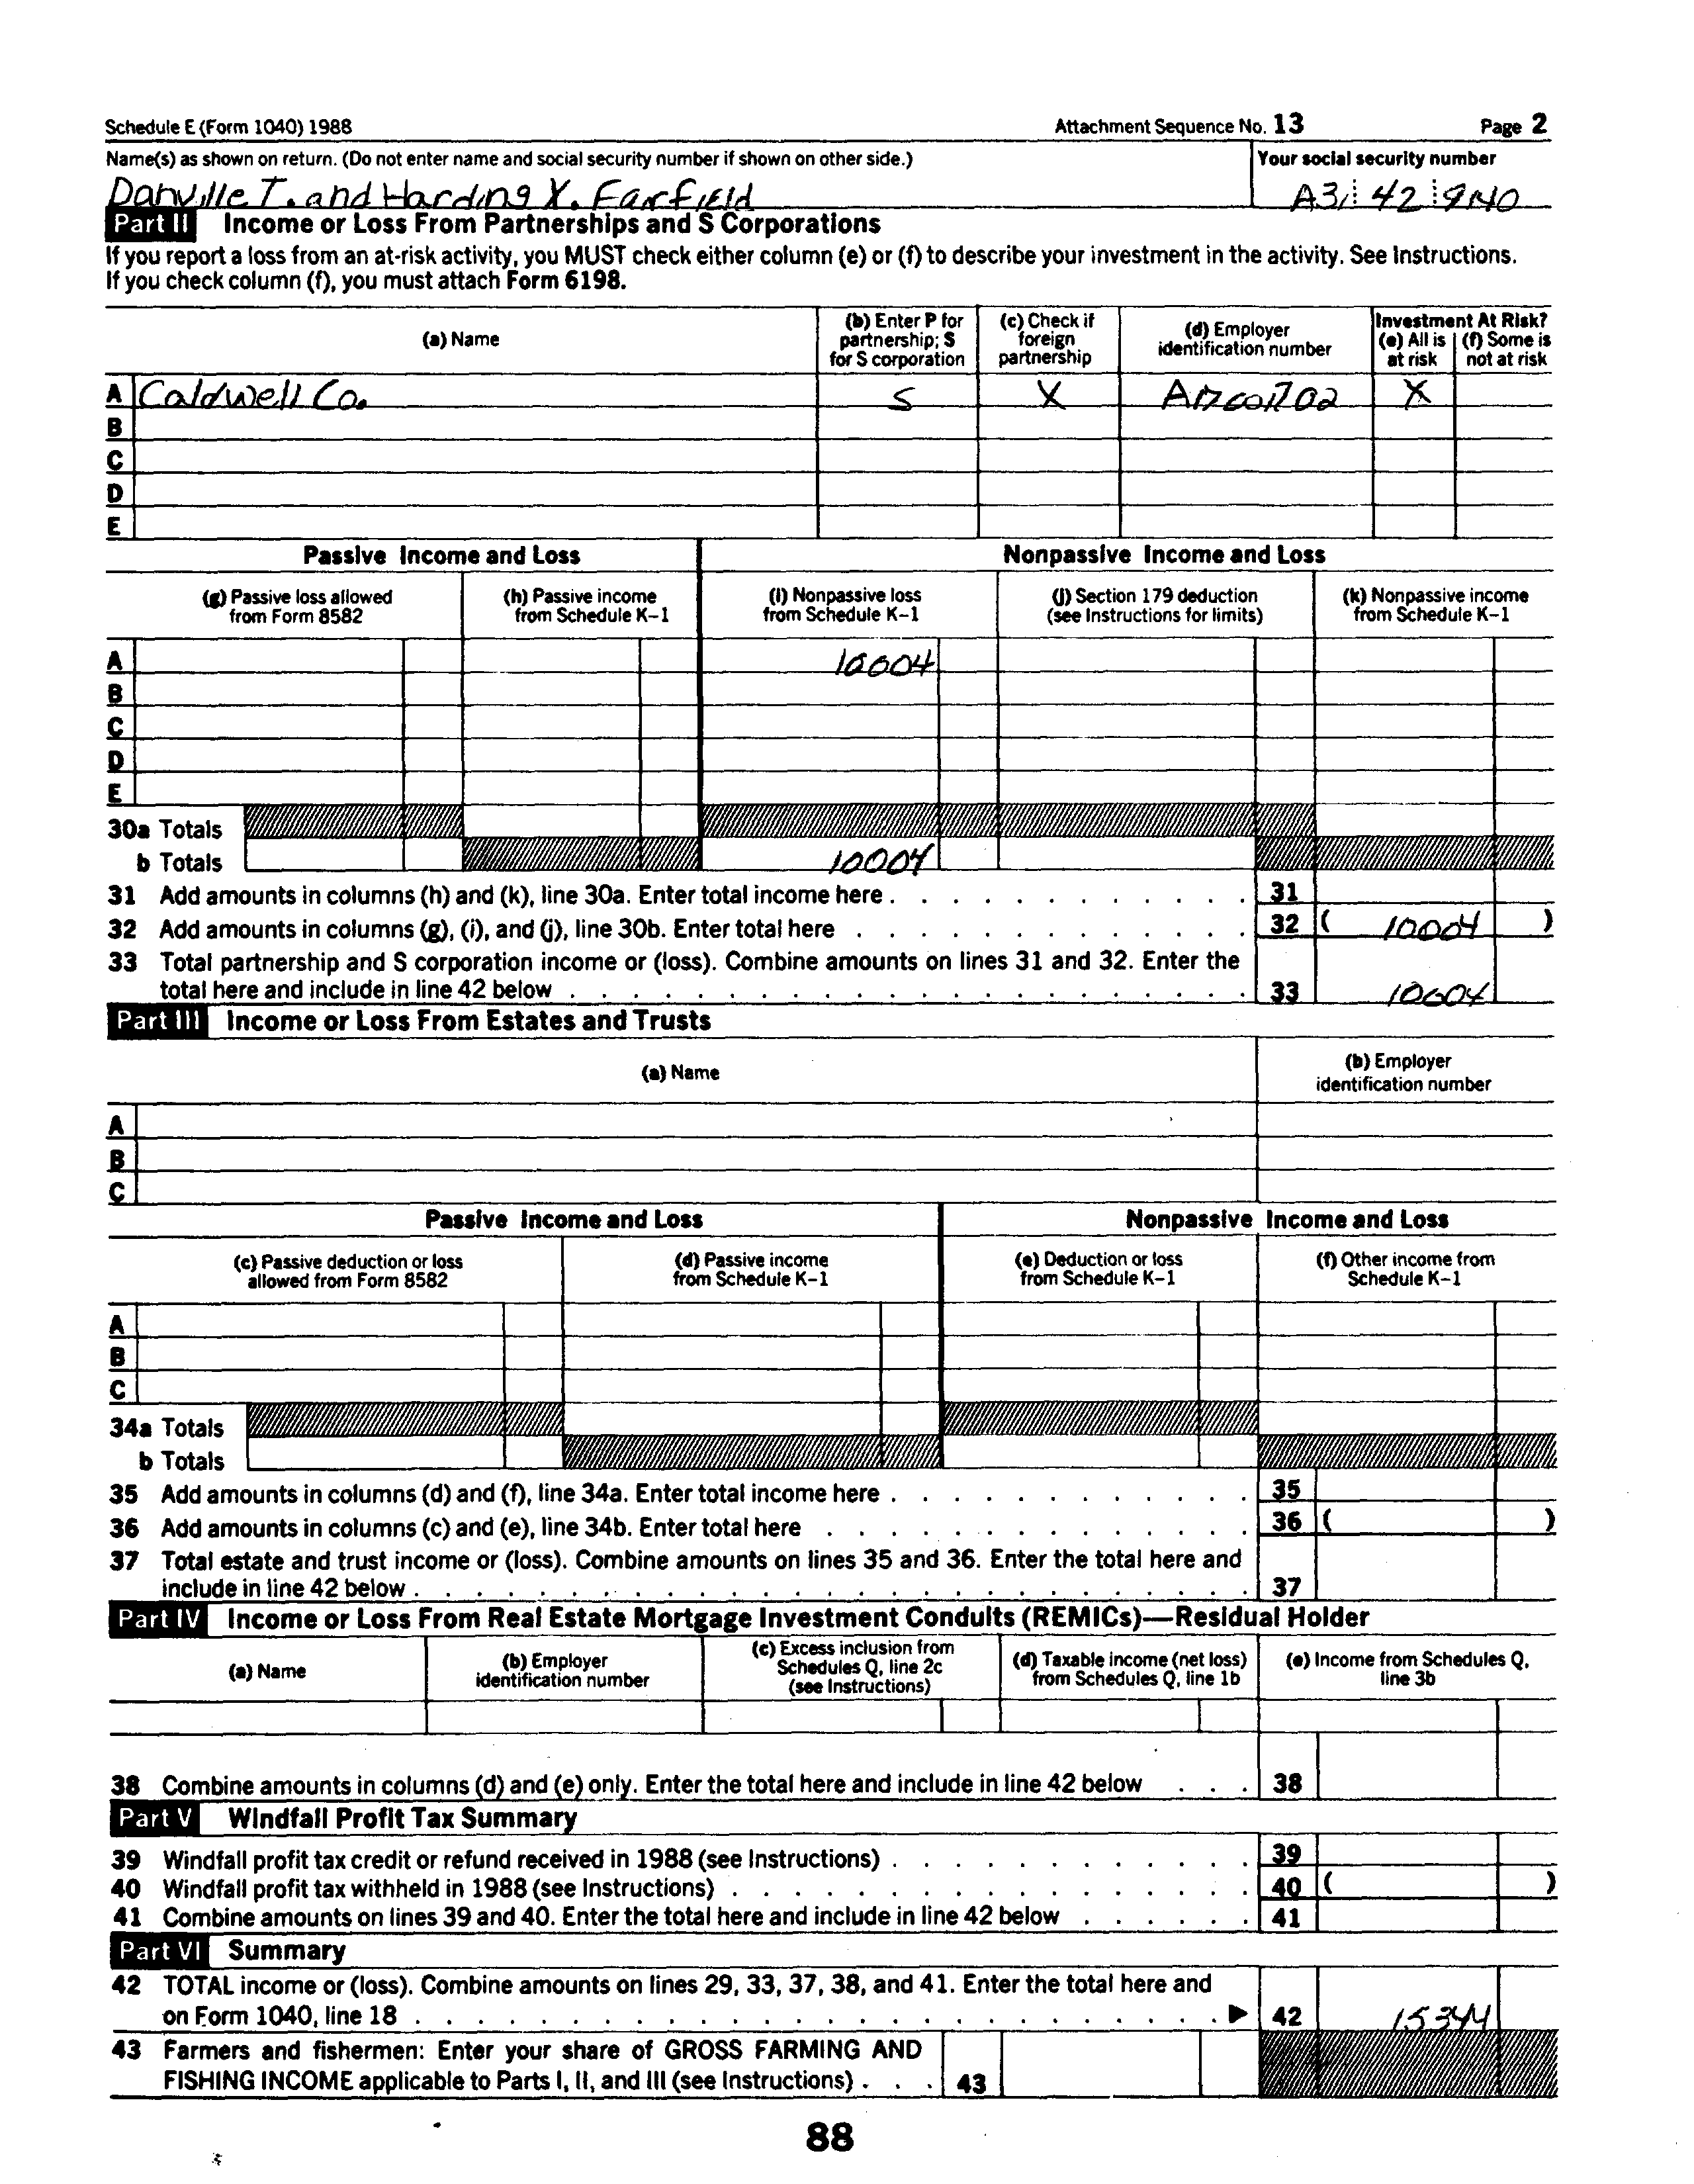 Schedule E (Form 1040) 1988 Attachment Sequence No. 13 Page 2
Name(s) as shown on return. (Do not enter name and social security number if shown on other side.) Your social security number
Danville T. and Harding X. Farfield
Part II Income or Loss From Partnerships and S Corporations
If you report a loss from an at-risk activity, you MUST check either column (e) or (f) to describe your investment in the activity. See Instructions.
If you check column (f), you must attach Form 6198.
(a) Name (b) Enter P for partnership; S for S corporation (c) Check if foreign partnership (d) Employer identification number Investment At Risk? (e) All is at risk (f) Some is not at risk
A Caldwell Co. S X X
B
C
D
E
Passive Income and Loss Nonpassive Income and Loss
(g) Passive loss allowed from Form 8582 (h) Passive income from Schedule K-1 (i) Nonpassive loss from Schedule K-1 (j) Section 179 deduction (see Instructions for limits) (k) Nonpassive income from Schedule K-1
A 10004
B
C
D
E
30a Totals
b Totals 10004
31 Add amounts in columns (h) and (k), line 30a. Enter total income here . . . . . . . . . . . . 31
32 Add amounts in columns (g), (i), and (j), line 30b. Enter total here . . . . . . . . . . . . . 32 ( 10004 )
33 Total partnership and S corporation income or (loss). Combine amounts on lines 31 and 32. Enter the
total here and include in line 42 below . . . . . . . . . . . . . . . . . . . . . . 33 10004
Part III Income or Loss From Estates and Trusts
(a) Name (b) Employer identification number
A
B
C
Passive Income and Loss Nonpassive Income and Loss
(c) Passive deduction or loss allowed from Form 8582 (d) Passive income from Schedule K-1 (e) Deduction or loss from Schedule K-1 (f) Other income from Schedule K-1
A
B
C
34a Totals
b Totals
35 Add amounts in columns (d) and (f), line 34a. Enter total income here . . . . . . . . . . . . 35
36 Add amounts in columns (c) and (e), line 34b. Enter total here . . . . . . . . . . . . . . 36 ( )
37 Total estate and trust income or (loss). Combine amounts on lines 35 and 36. Enter the total here and
include in line 42 below . . . . . . . . . . . . . . . . . . . . . . . . . . . 37
Part IV Income or Loss From Real Estate Mortgage Investment Conduits (REMICs)—Residual Holder
(a) Name (b) Employer identification number (c) Excess inclusion from Schedules Q, line 2c (see Instructions) (d) Taxable income (net loss) from Schedules Q, line 1b (e) Income from Schedules Q, line 3b
38 Combine amounts in columns (d) and (e) only. Enter the total here and include in line 42 below . . . 38
Part V Windfall Profit Tax Summary
39 Windfall profit tax credit or refund received in 1988 (see Instructions) . . . . . . . . . . . . 39
40 Windfall profit tax withheld in 1988 (see Instructions) . . . . . . . . . . . . . . . . . 40 ( )
41 Combine amounts on lines 39 and 40. Enter the total here and include in line 42 below . . . . . . 41
Part VI Summary
42 TOTAL income or (loss). Combine amounts on lines 29, 33, 37, 38, and 41. Enter the total here and
on Form 1040, line 18 . . . . . . . . . . . . . . . . . . . . . . . . . . ▶ 42 15344
43 Farmers and fishermen: Enter your share of GROSS FARMING AND
FISHING INCOME applicable to Parts I, II, and III (see Instructions) . . . 43
88